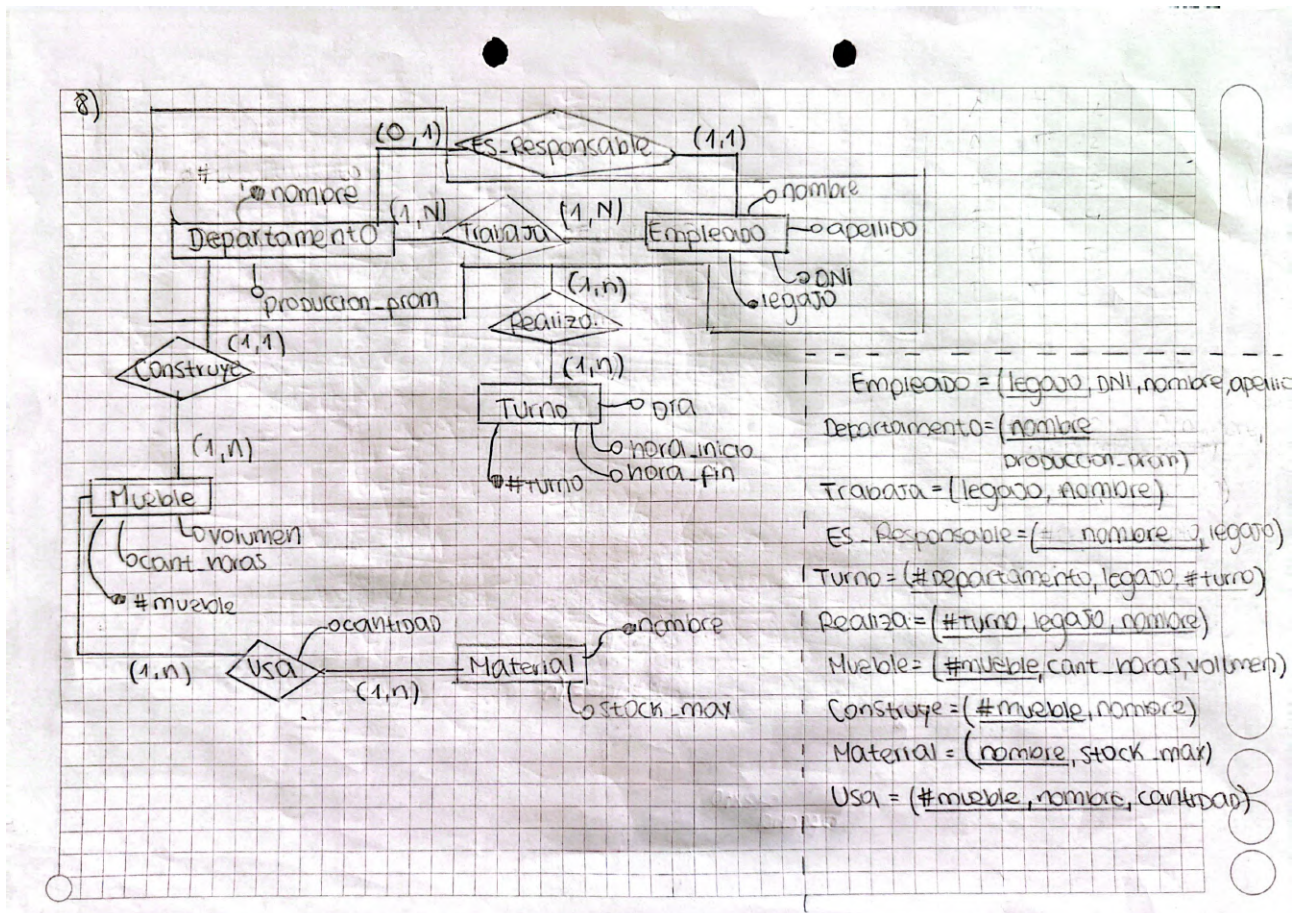 8)
(0,1) ES_Responsable (1,1)
#
nombre
nombre
Departamento (1,N) Trabaja (1,N) Empleado
apellido
DNI
legajo
produccion_prom
(1,n)
Realiza
(1,1)
Construye
(1,n)
Turno
Dia
hora_inicio
hora_fin
#turno
(1,n)
Mueble
volumen
cant_horas
#mueble
cantidad
(1,n) Usa (1,n) Material
nombre
stock_max
Empleado = (legajo, DNI, nombre, apellid
Departamento = (nombre
produccion_prom)
Trabaja = (legajo, nombre)
ES_Responsable = (# nombre, legajo)
Turno = (#Departamento, legajo, #turno)
Realiza = (#turno, legajo, nombre)
Mueble = (#mueble, cant_horas, volumen)
Construye = (#mueble, nombre)
Material = (nombre, stock_max)
Usa = (#mueble, nombre, cantidad)